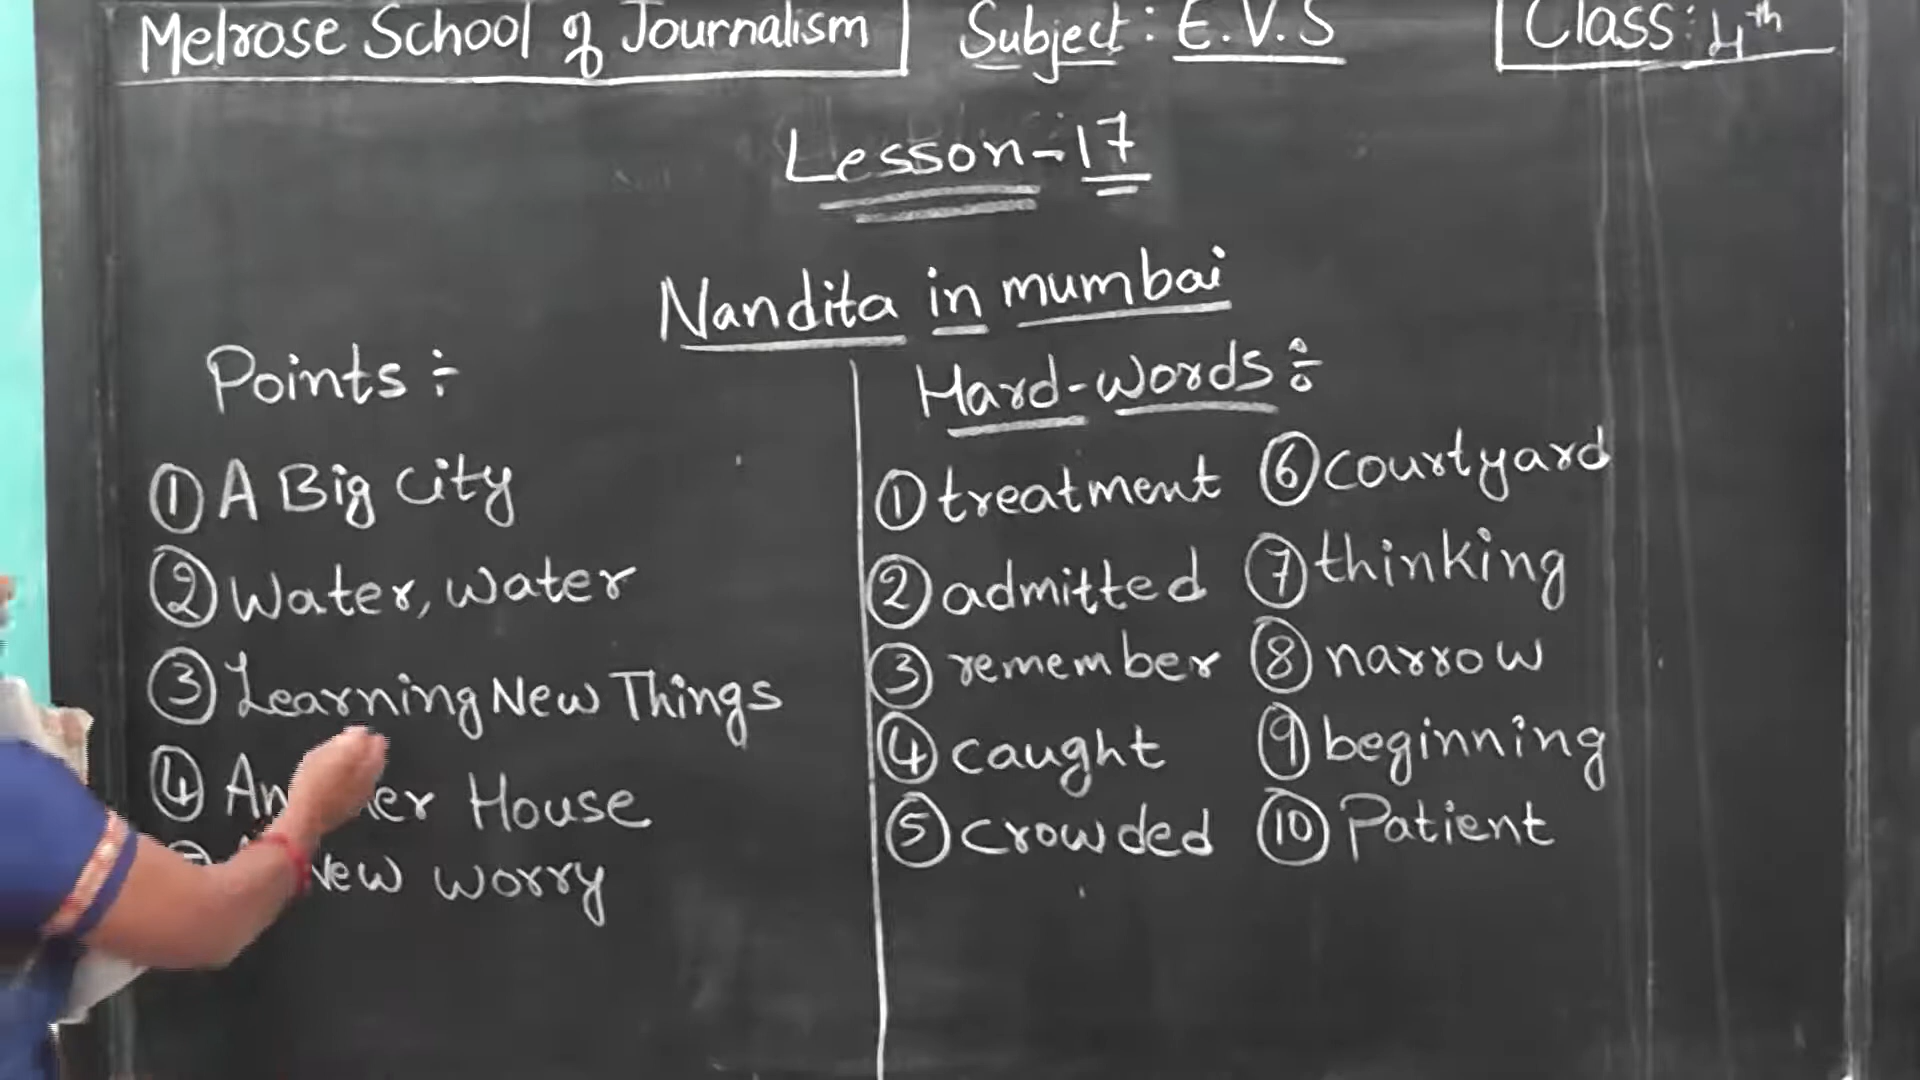 Melrose School of Journalism Subject: E.V.S Class: 4th
Lesson-17
Nandita in mumbai
Points ÷
① A Big City
② Water, water
③ Learning New Things
④ House
New worry
Hard-words ÷
① treatment
② admitted
③ remember
④ caught
⑤ crowded
⑥ courtyard
⑦ thinking
⑧ narrow
⑨ beginning
⑩ Patient